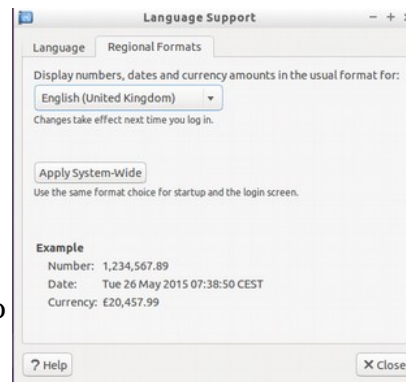 Language Support
Language Regional Formats
Display numbers, dates and currency amounts in the usual format for:
English (United Kingdom)
Changes take effect next time you log in.
Apply System-Wide
Use the same format choice for startup and the login screen.
Example
Number: 1,234,567.89
Date: Tue 26 May 2015 07:38:50 CEST
Currency: £20,457.99
? Help X Close